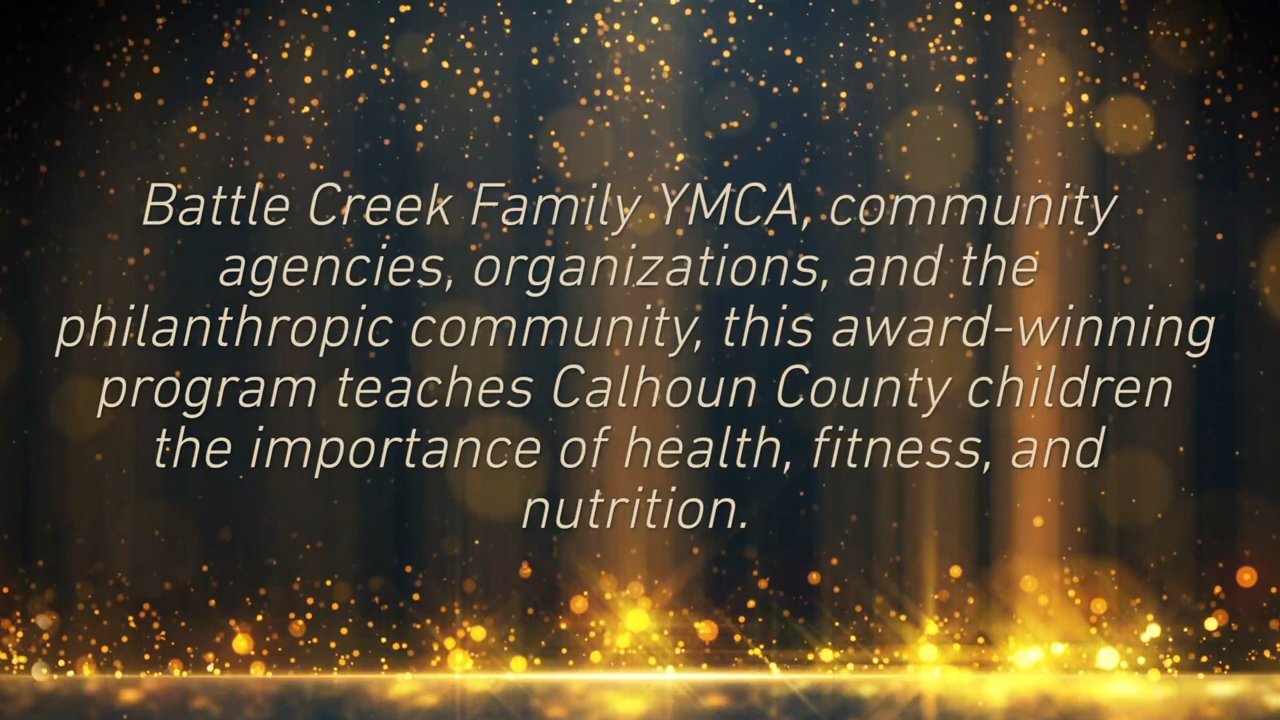 Battle Creek Family YMCA, community
agencies, organizations, and the
philanthropic community, this award-winning
program teaches Calhoun County children
the importance of health, fitness, and
nutrition.